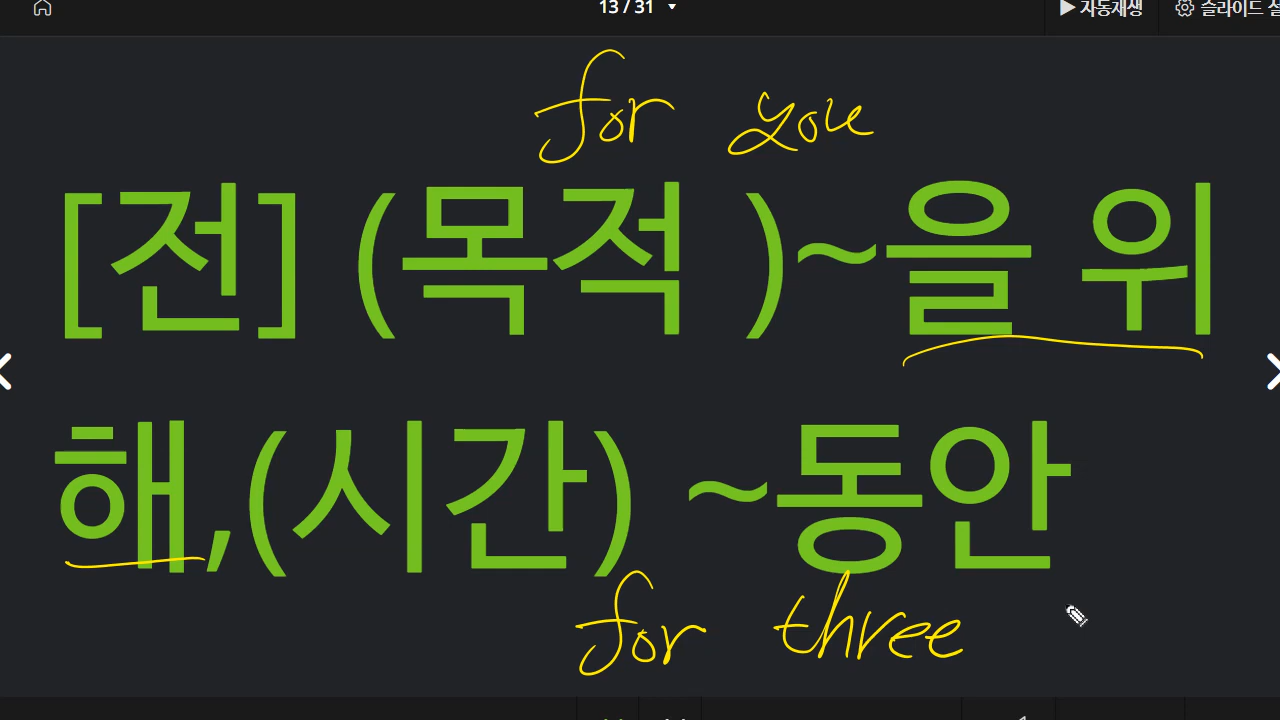 13 / 31
자동재생
슬라이드 설
for you
[전] (목적 )~을 위
해,(시간) ~동안
for three